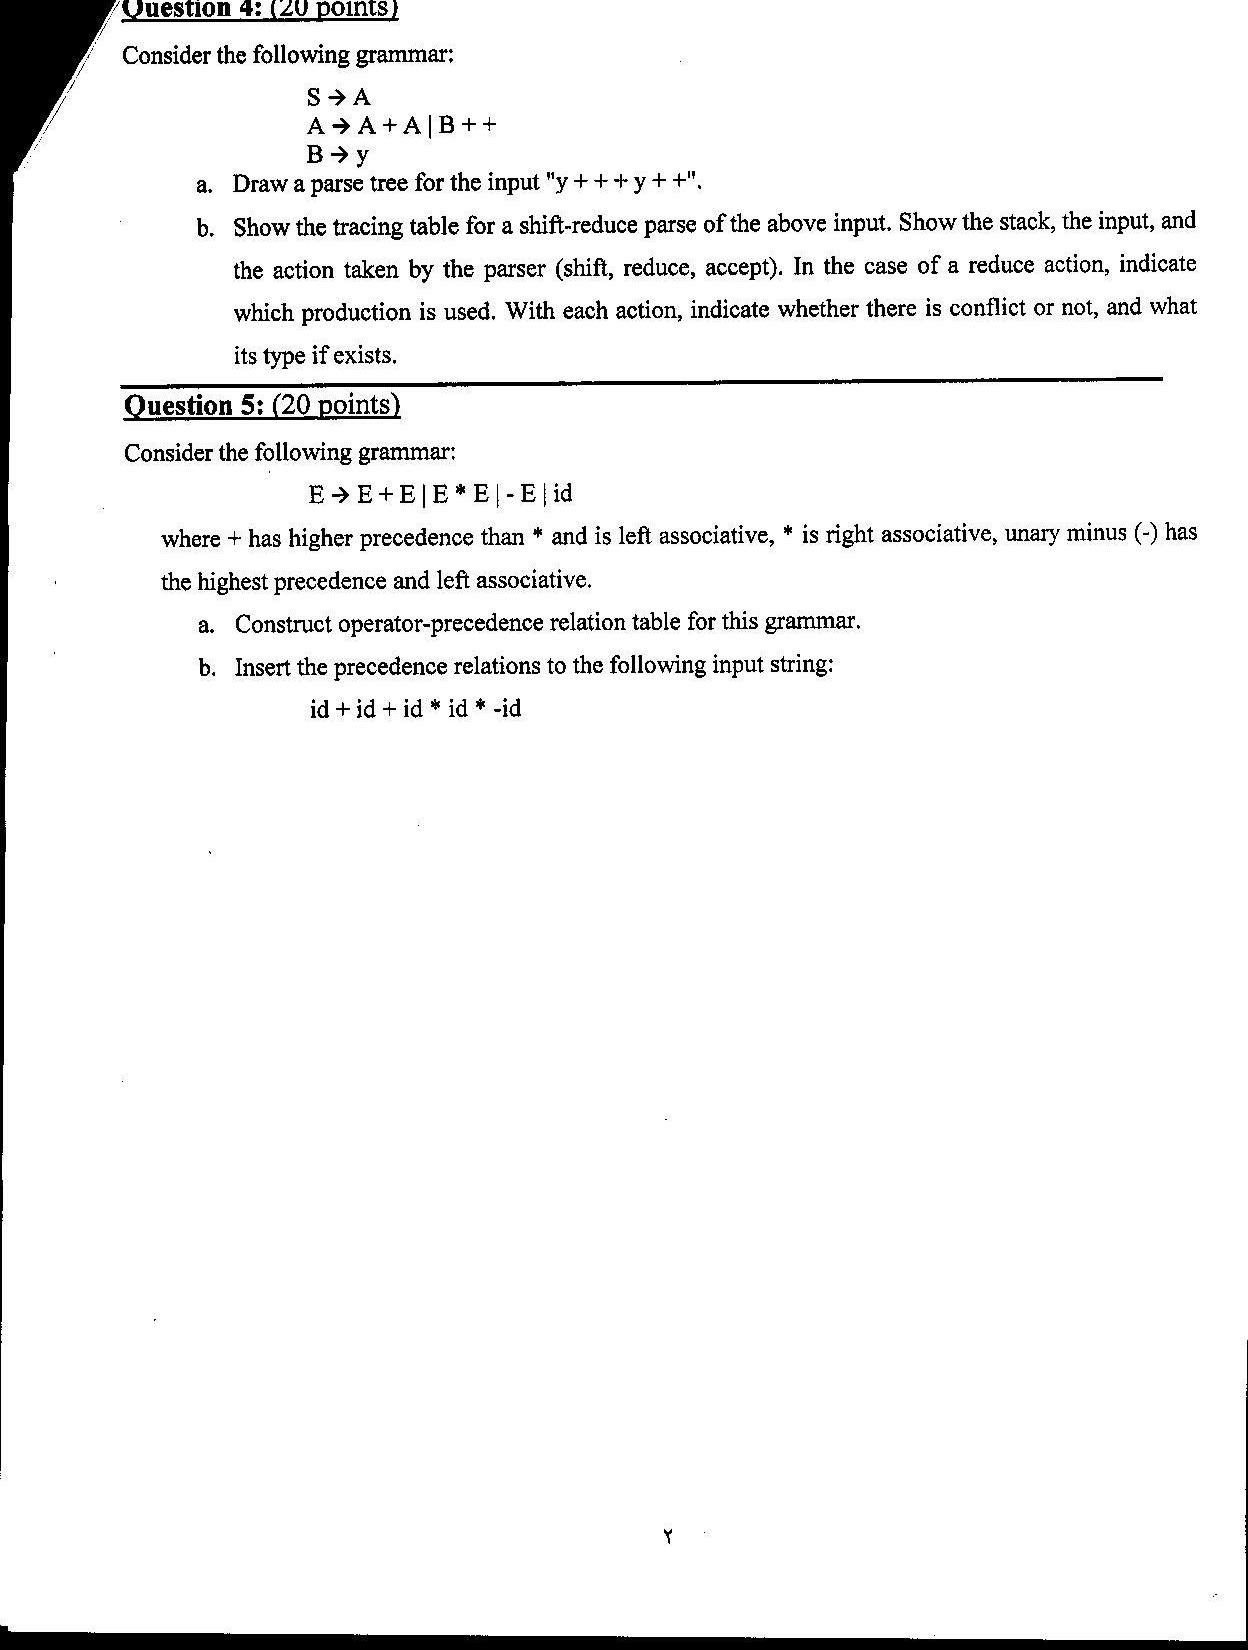 Question 4: (20 points)
Consider the following grammar:
S → A
A → A + A | B + +
B → y
a. Draw a parse tree for the input "y + + + y + +".
b. Show the tracing table for a shift-reduce parse of the above input. Show the stack, the input, and
the action taken by the parser (shift, reduce, accept). In the case of a reduce action, indicate
which production is used. With each action, indicate whether there is conflict or not, and what
its type if exists.
Question 5: (20 points)
Consider the following grammar:
E → E + E | E * E | - E | id
where + has higher precedence than * and is left associative, * is right associative, unary minus (-) has
the highest precedence and left associative.
a. Construct operator-precedence relation table for this grammar.
b. Insert the precedence relations to the following input string:
id + id + id * id * -id
٢